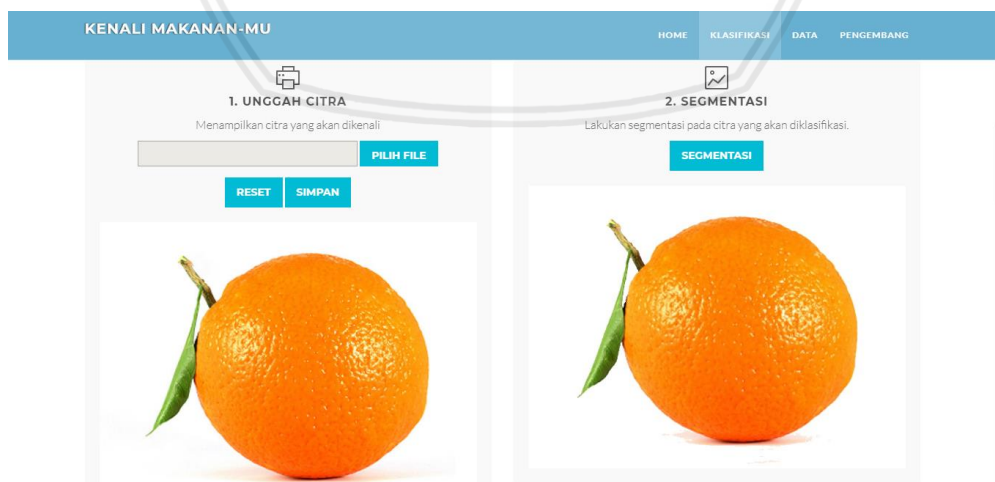 KENALI MAKANAN-MU
HOME KLASIFIKASI DATA PENGEMBANG
1. UNGGAH CITRA
Menampilkan citra yang akan dikenali
PILIH FILE
RESET SIMPAN
2. SEGMENTASI
Lakukan segmentasi pada citra yang akan diklasifikasi.
SEGMENTASI